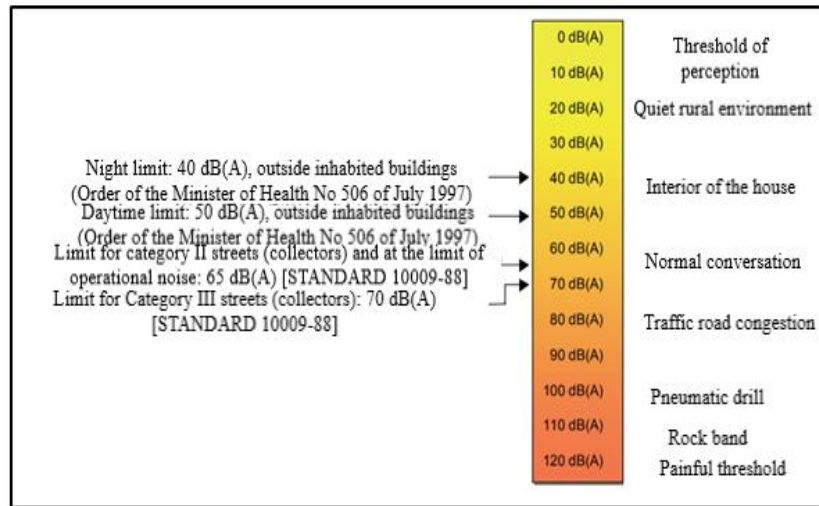 Night limit: 40 dB(A), outside inhabited buildings
(Order of the Minister of Health No 506 of July 1997)
Daytime limit: 50 dB(A), outside inhabited buildings
(Order of the Minister of Health No 506 of July 1997)
Limit for category II streets (collectors) and at the limit of
operational noise: 65 dB(A) [STANDARD 10009-88]
Limit for Category III streets (collectors): 70 dB(A)
[STANDARD 10009-88]
0 dB(A)
10 dB(A)
20 dB(A)
30 dB(A)
40 dB(A)
50 dB(A)
60 dB(A)
70 dB(A)
80 dB(A)
90 dB(A)
100 dB(A)
110 dB(A)
120 dB(A)
Threshold of
perception
Quiet rural environment
Interior of the house
Normal conversation
Traffic road congestion
Pneumatic drill
Rock band
Painful threshold